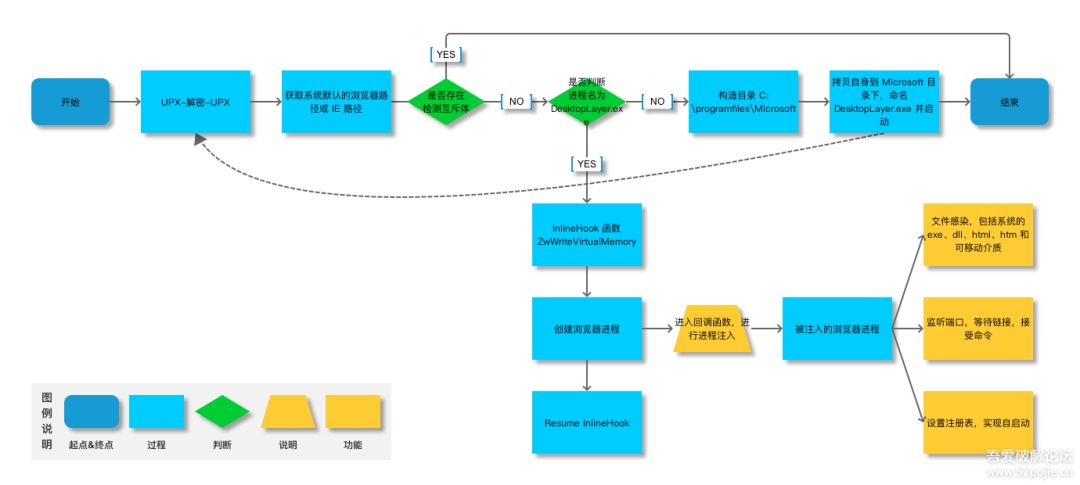 YES
开始
UPX-解密-UPX
获取系统默认的浏览器路
径或 IE 路径
是否存在
检测互斥体
NO
是否判断
进程名为
DesktopLayer.ex
e
NO
构造目录 C:
\programfiles\Microsoft
拷贝自身到 Microsoft 目
录下，命名
DesktopLayer.exe 并启
动
结束
YES
InlineHook 函数
ZwWriteVirtualMemory
文件感染，包括系统的
exe、dll、html、htm 和
可移动介质
创建浏览器进程
进入回调函数，进
行进程注入
被注入的浏览器进程
监听端口，等待链接，接
受命令
Resume InlineHook
设置注册表，实现自启动
图例说明
起点&终点
过程
判断
说明
功能
吾爱破解论坛
www.52pojie.cn